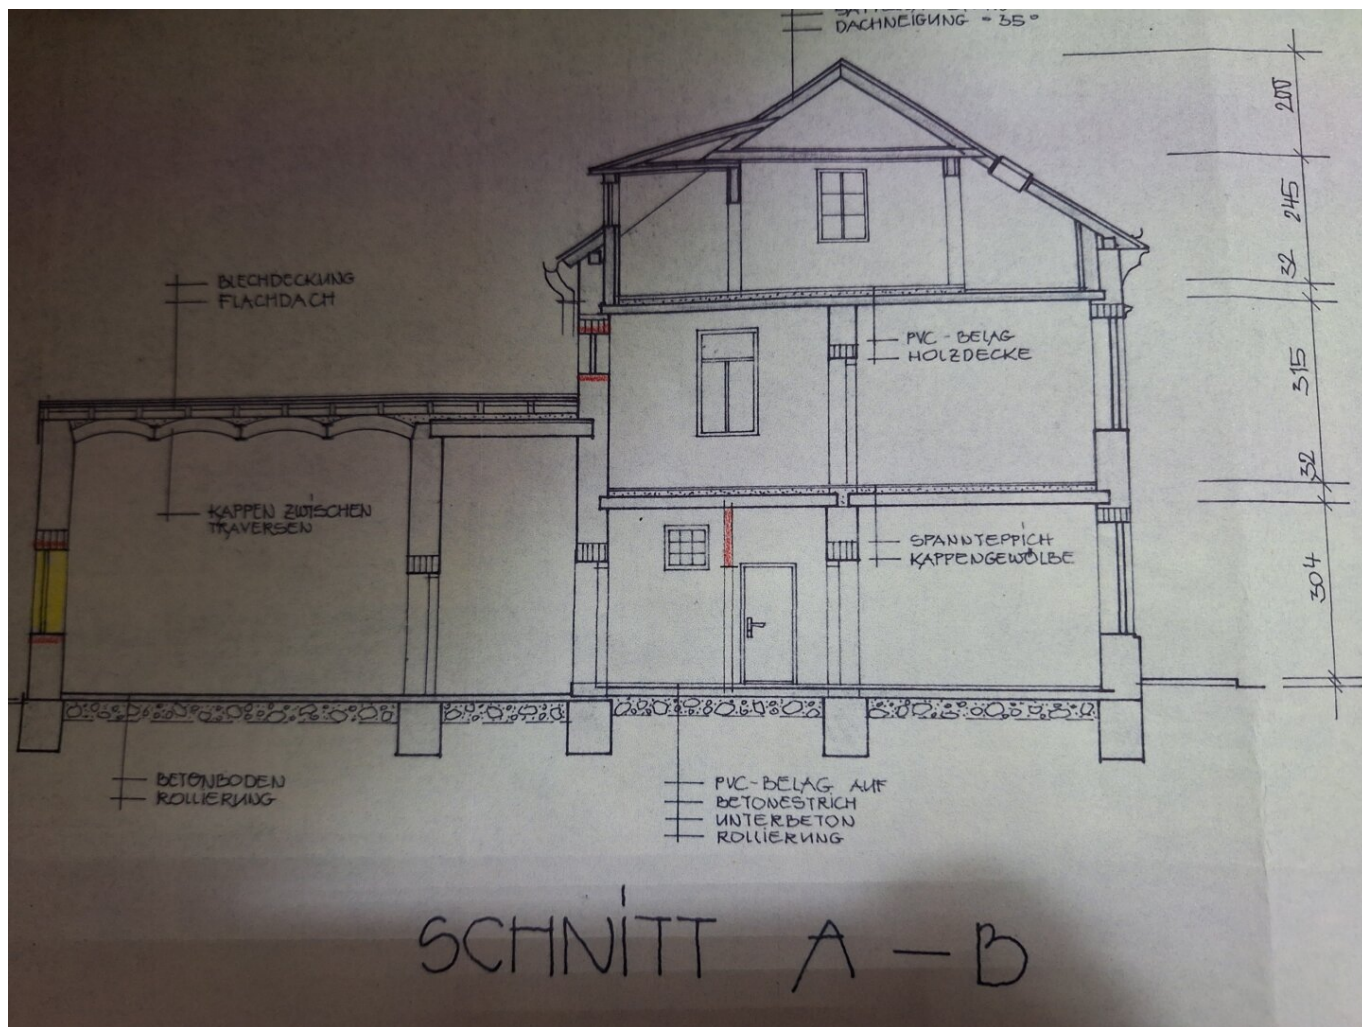 DACHNEIGUNG = 35°
200
245
32
BLECHDECKUNG
FLACHDACH
PVC - BELAG
HOLZDECKE
315
32
KAPPEN ZWISCHEN
TRAVERSEN
SPANNTEPPICH
KAPPENGEWÖLBE
304
BETONBODEN
ROLLIERUNG
PVC-BELAG AUF
BETONESTRICH
UNTERBETON
ROLLIERUNG
SCHNITT A - B